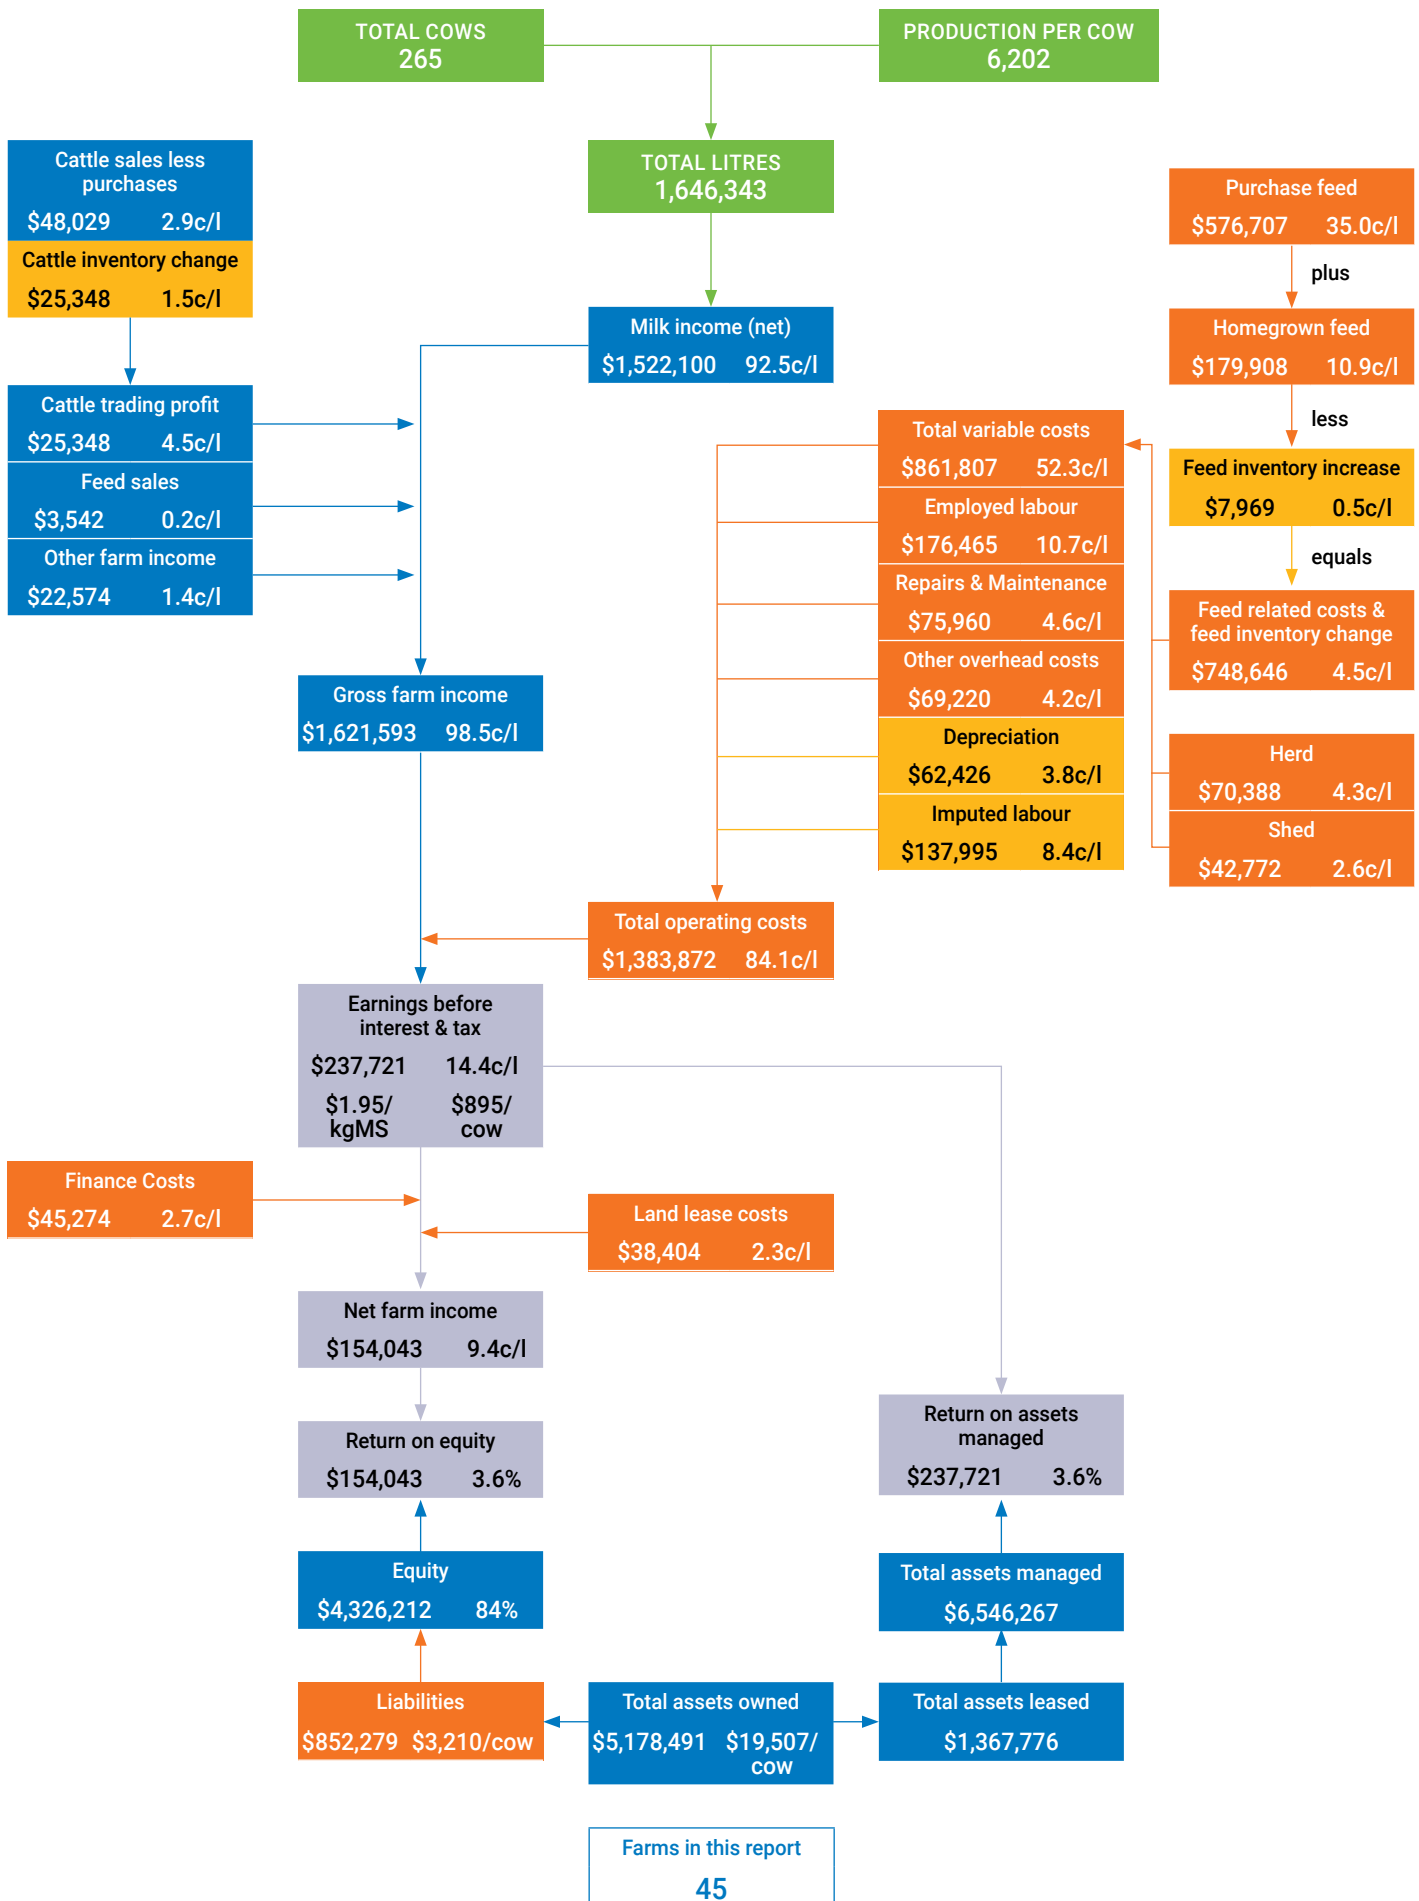 TOTAL COWS
265
PRODUCTION PER COW
6,202
TOTAL LITRES
1,646,343
Cattle sales less
purchases
$48,029 2.9c/l
Cattle inventory change
$25,348 1.5c/l
Cattle trading profit
$25,348 4.5c/l
Feed sales
$3,542 0.2c/l
Other farm income
$22,574 1.4c/l
Milk income (net)
$1,522,100 92.5c/l
Purchase feed
$576,707 35.0c/l
plus
Homegrown feed
$179,908 10.9c/l
less
Feed inventory increase
$7,969 0.5c/l
equals
Feed related costs &
feed inventory change
$748,646 4.5c/l
Herd
$70,388 4.3c/l
Shed
$42,772 2.6c/l
Total variable costs
$861,807 52.3c/l
Employed labour
$176,465 10.7c/l
Repairs & Maintenance
$75,960 4.6c/l
Other overhead costs
$69,220 4.2c/l
Depreciation
$62,426 3.8c/l
Imputed labour
$137,995 8.4c/l
Gross farm income
$1,621,593 98.5c/l
Total operating costs
$1,383,872 84.1c/l
Earnings before
interest & tax
$237,721 14.4c/l
$1.95/ $895/
kgMS cow
Finance Costs
$45,274 2.7c/l
Land lease costs
$38,404 2.3c/l
Net farm income
$154,043 9.4c/l
Return on equity
$154,043 3.6%
Return on assets
managed
$237,721 3.6%
Equity
$4,326,212 84%
Total assets managed
$6,546,267
Liabilities
$852,279 $3,210/cow
Total assets owned
$5,178,491 $19,507/
cow
Total assets leased
$1,367,776
Farms in this report
45